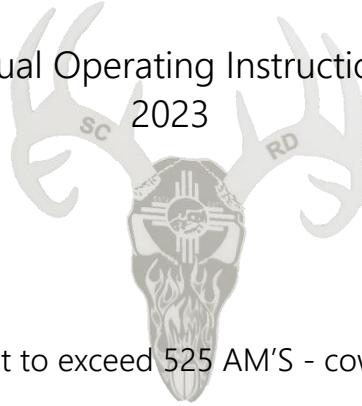 ual Operating Instructio
2023
SC RD
t to exceed 525 AM'S - cov